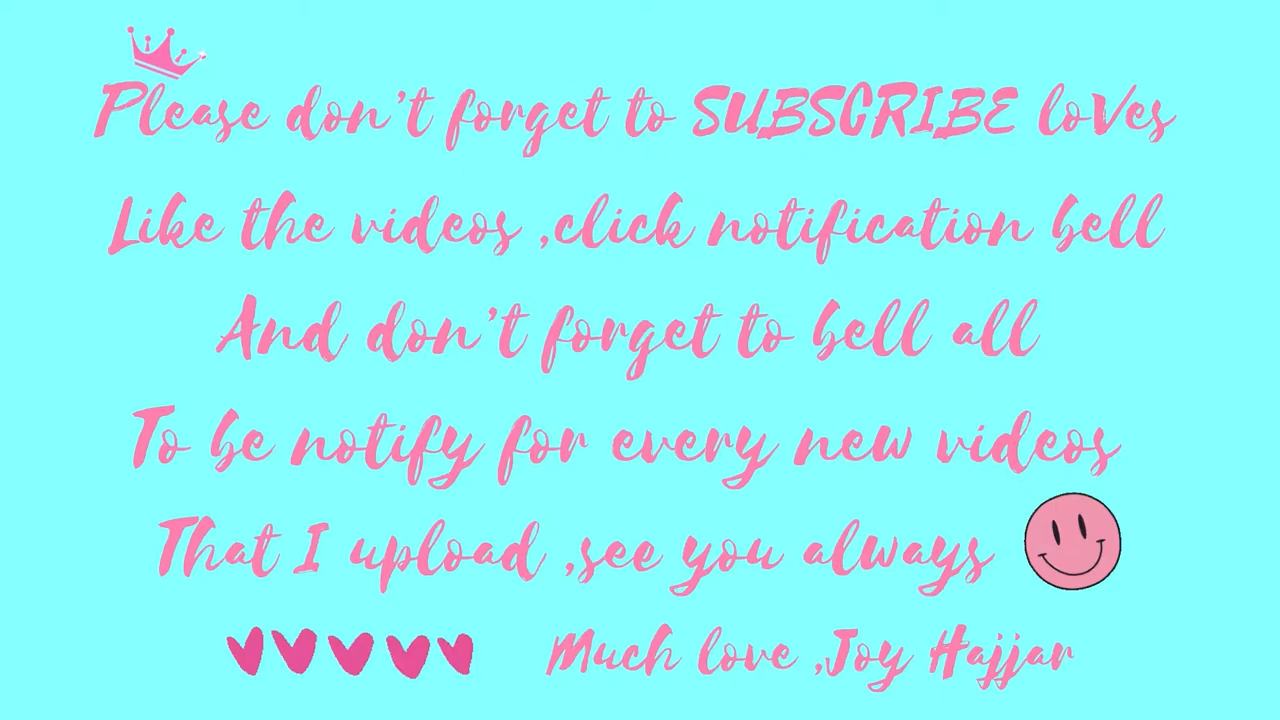 Please don't forget to SUBSCRIBE loVes
Like the videos ,click notification bell
And don't forget to bell all
To be notify for every new videos
That I upload ,see you always
Much love ,Joy Hajjar